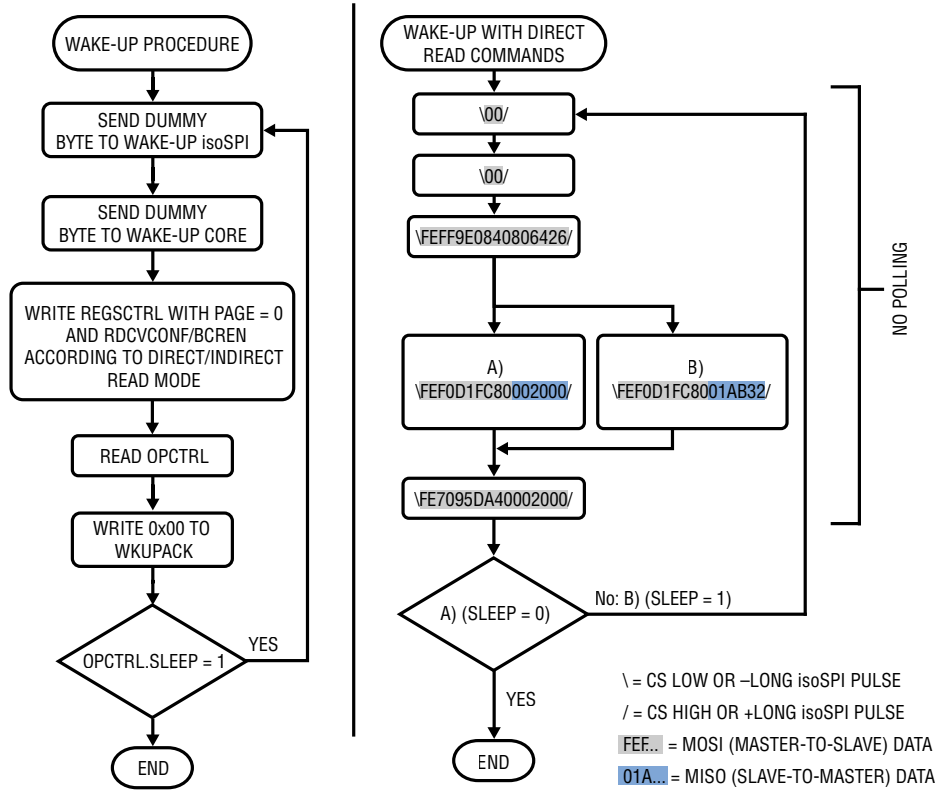 WAKE-UP PROCEDURE
SEND DUMMY
BYTE TO WAKE-UP isoSPI
SEND DUMMY
BYTE TO WAKE-UP CORE
WRITE REGSCTRL WITH PAGE = 0
AND RDCVCONF/BCREN
ACCORDING TO DIRECT/INDIRECT
READ MODE
READ OPCTRL
WRITE 0x00 TO
WKUPACK
OPCTRL.SLEEP = 1
YES
END
WAKE-UP WITH DIRECT
READ COMMANDS
\00/
\00/
\FEFF9E0840806426/
A)
\FEF0D1FC80002000/
B)
\FEF0D1FC8001AB32/
\FE7095DA40002000/
A) (SLEEP = 0)
No: B) (SLEEP = 1)
YES
END
NO POLLING
\ = CS LOW OR –LONG isoSPI PULSE
/ = CS HIGH OR +LONG isoSPI PULSE
FEF... = MOSI (MASTER-TO-SLAVE) DATA
01A... = MISO (SLAVE-TO-MASTER) DATA